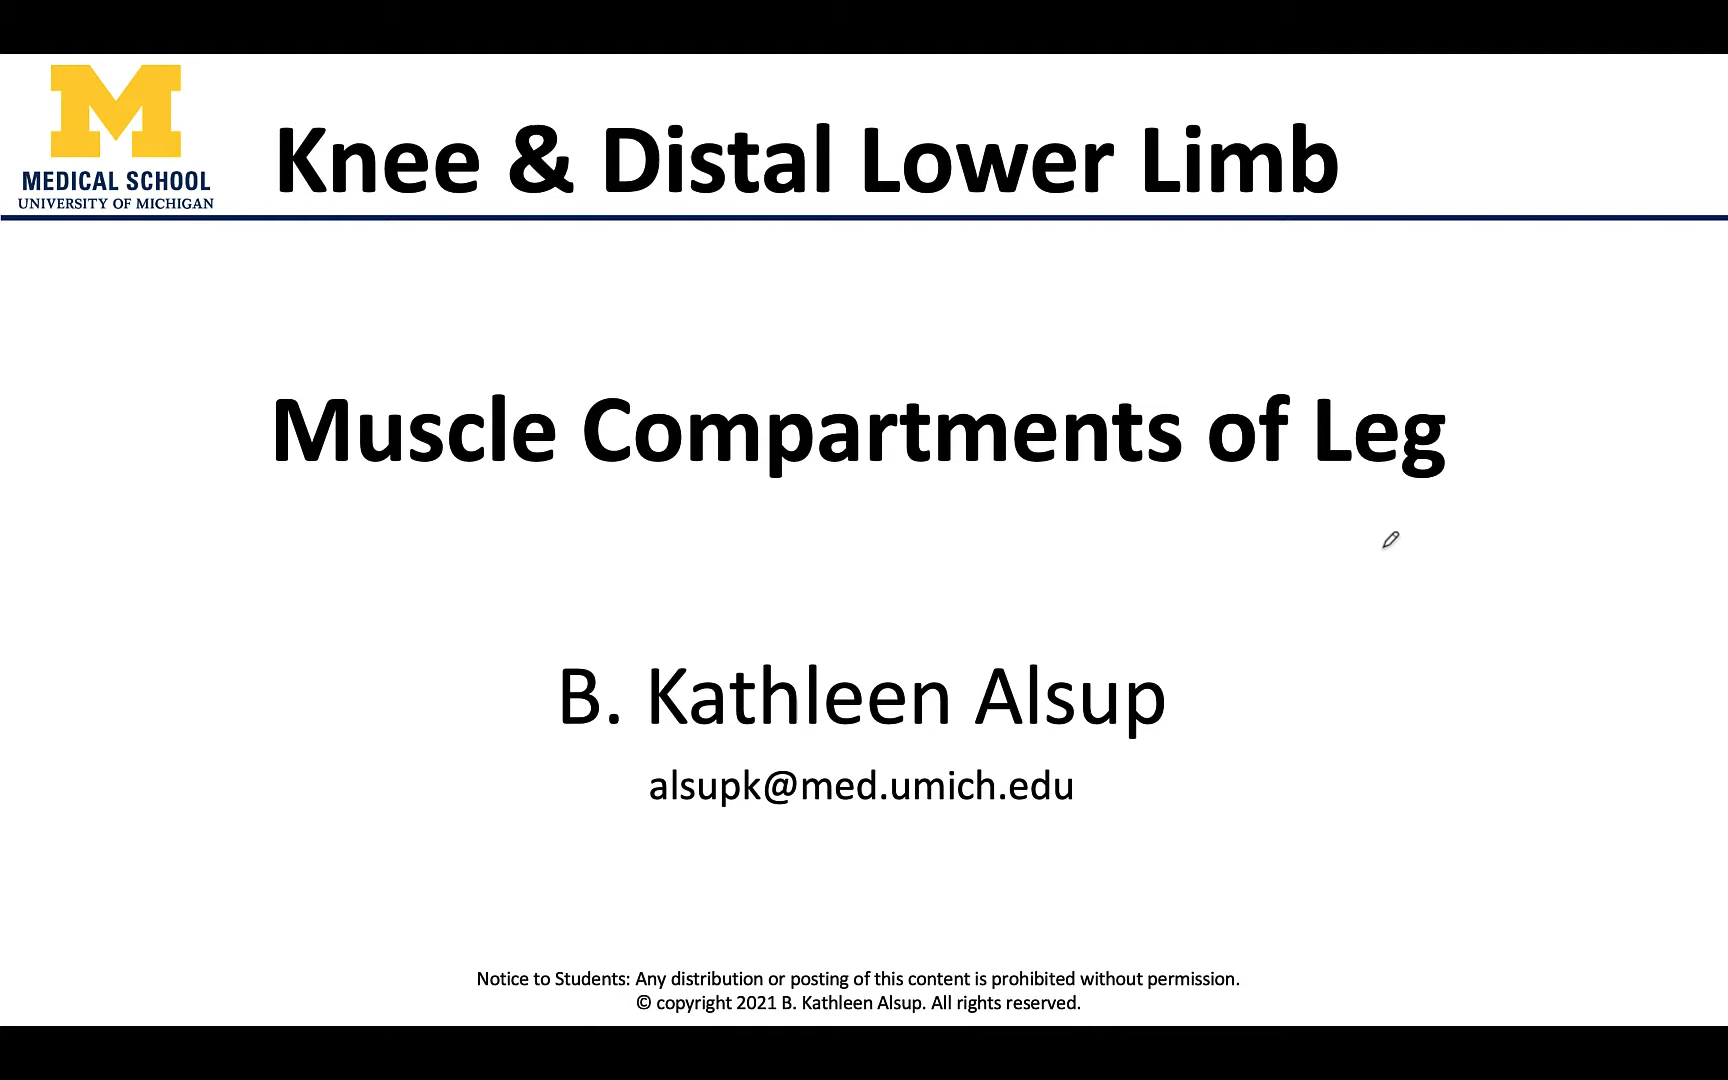 M
MEDICAL SCHOOL
UNIVERSITY OF MICHIGAN
Knee & Distal Lower Limb
Muscle Compartments of Leg
B. Kathleen Alsup
alsupk@med.umich.edu
Notice to Students: Any distribution or posting of this content is prohibited without permission.
© copyright 2021 B. Kathleen Alsup. All rights reserved.